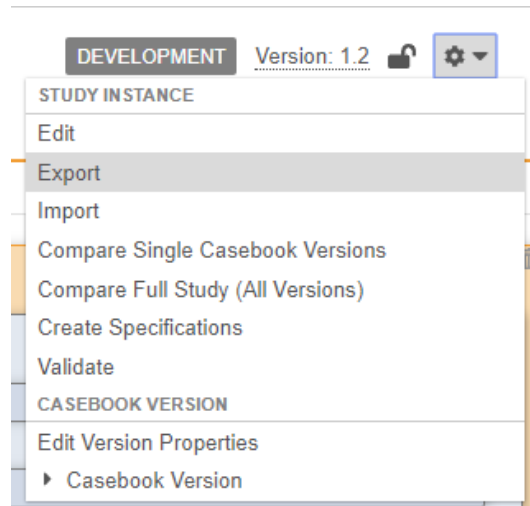 DEVELOPMENT Version: 1.2
STUDY INSTANCE
Edit
Export
Import
Compare Single Casebook Versions
Compare Full Study (All Versions)
Create Specifications
Validate
CASEBOOK VERSION
Edit Version Properties
Casebook Version